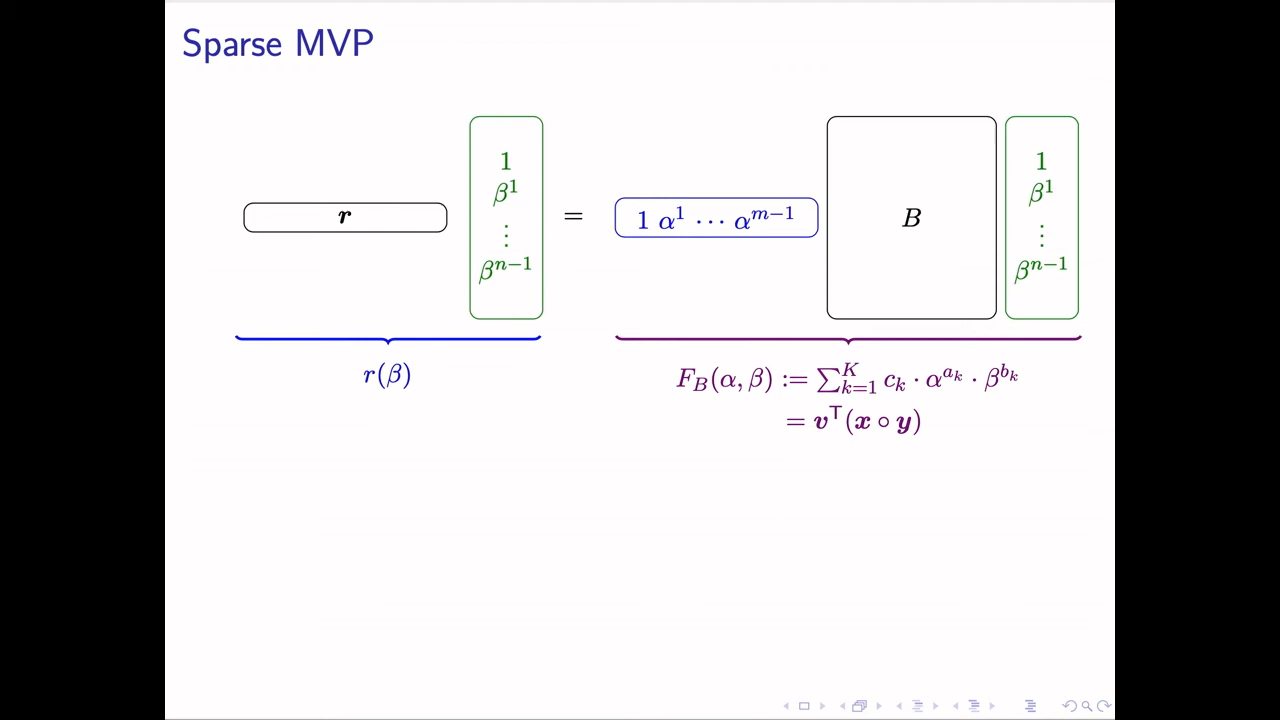 Sparse MVP
r
1
β^1
⋮
β^{n−1}
=
1 α^1 ⋯ α^{m−1}
B
1
β^1
⋮
β^{n−1}
r(β)
F_B(α, β) := ∑_{k=1}^{K} c_k · α^{a_k} · β^{b_k}
= v^⊤(x ∘ y)